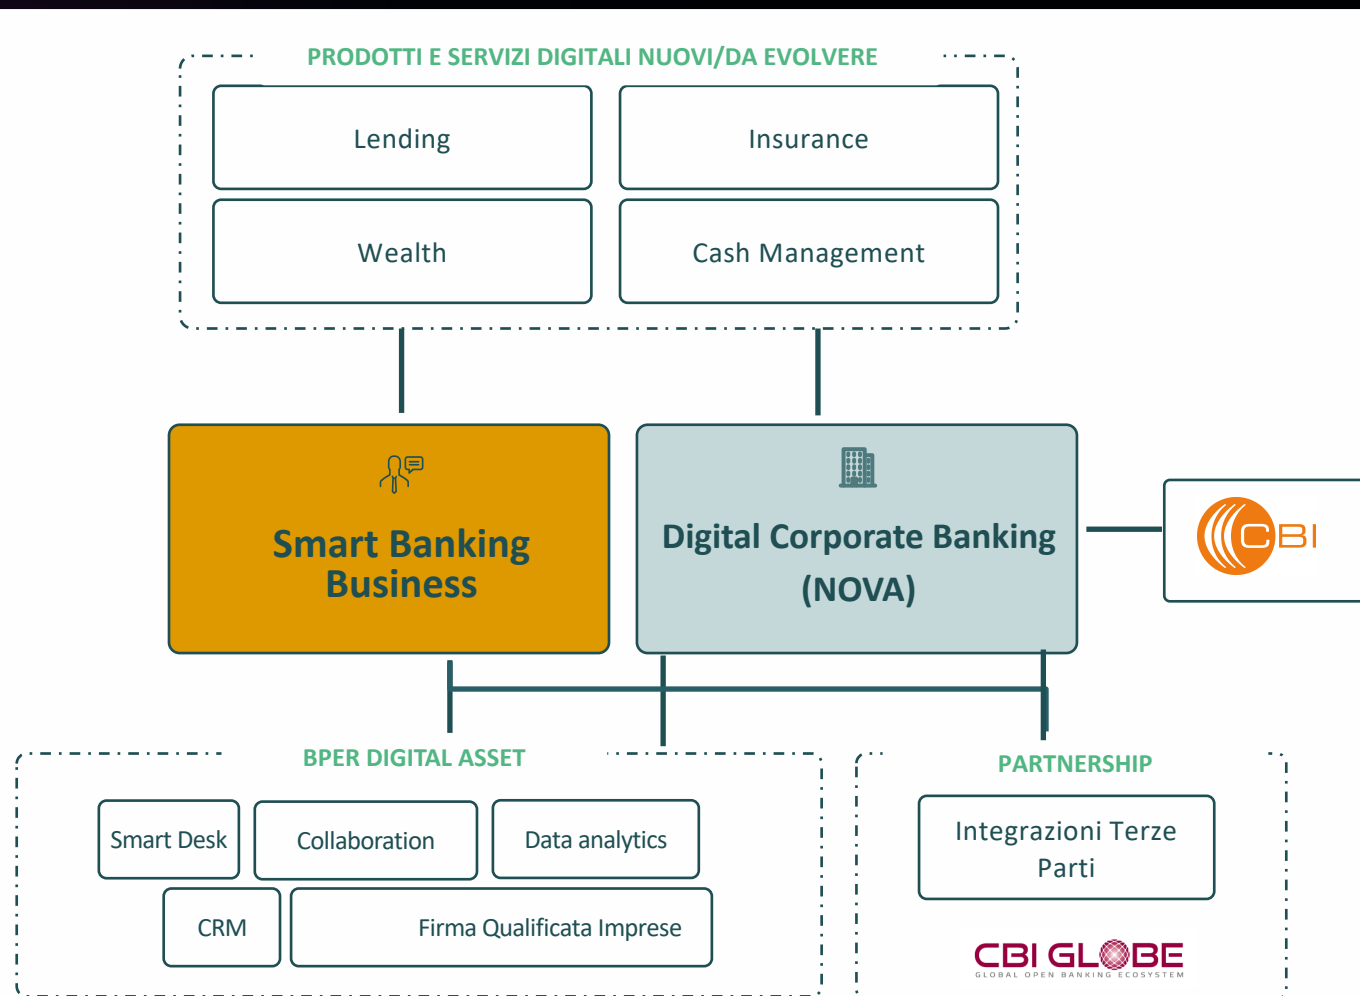 PRODOTTI E SERVIZI DIGITALI NUOVI/DA EVOLVERE
Lending
Insurance
Wealth
Cash Management
Smart Banking
Business
Digital Corporate Banking
(NOVA)
CBI
BPER DIGITAL ASSET
Smart Desk
Collaboration
Data analytics
CRM
Firma Qualificata Imprese
PARTNERSHIP
Integrazioni Terze
Parti
CBI GLOBE
GLOBAL OPEN BANKING ECOSYSTEM